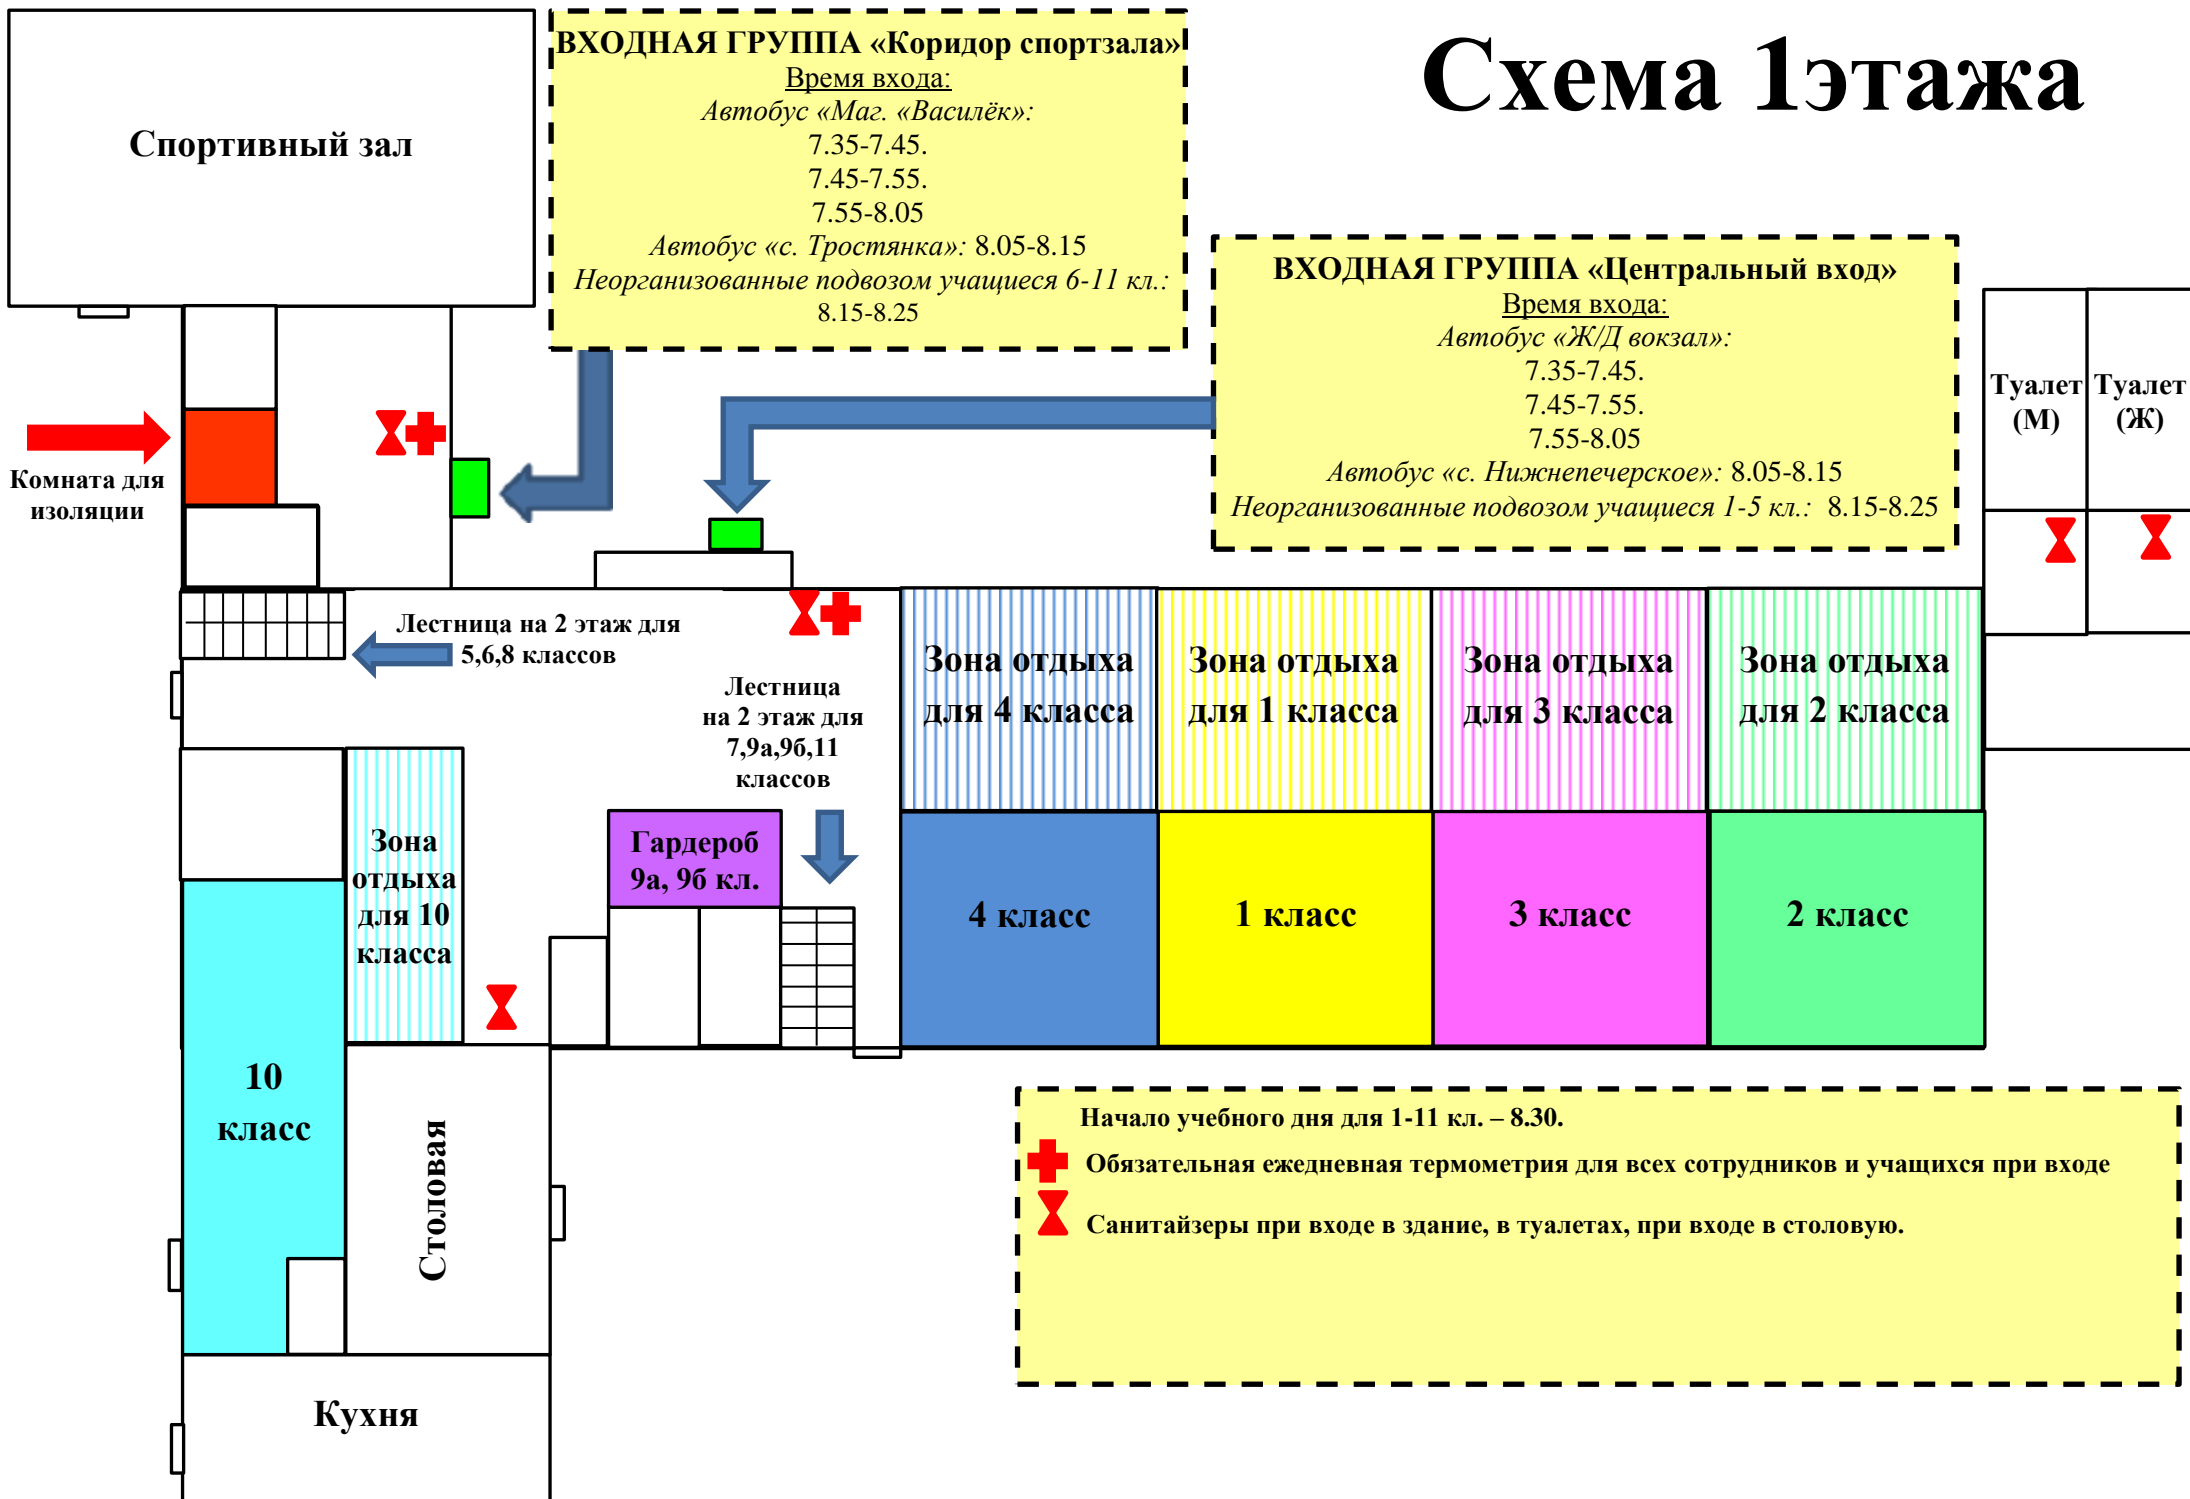 Схема 1этажа
ВХОДНАЯ ГРУППА «Коридор спортзала»
Время входа:
Автобус «Маг. «Василёк»:
7.35-7.45.
7.45-7.55.
7.55-8.05
Автобус «с. Тростянка»: 8.05-8.15
Неорганизованные подвозом учащиеся 6-11 кл.:
8.15-8.25
Спортивный зал
ВХОДНАЯ ГРУППА «Центральный вход»
Время входа:
Автобус «Ж/Д вокзал»:
7.35-7.45.
7.45-7.55.
7.55-8.05
Автобус «с. Нижнепечерское»: 8.05-8.15
Неорганизованные подвозом учащиеся 1-5 кл.: 8.15-8.25
Туалет
(М)
Туалет
(Ж)
Комната для
изоляции
Лестница на 2 этаж для
5,6,8 классов
Лестница
на 2 этаж для
7,9а,9б,11
классов
Зона отдыха
для 4 класса
Зона отдыха
для 1 класса
Зона отдыха
для 3 класса
Зона отдыха
для 2 класса
Зона
отдыха
для 10
класса
Гардероб
9а, 9б кл.
4 класс
1 класс
3 класс
2 класс
10
класс
Столовая
Кухня
Начало учебного дня для 1-11 кл. – 8.30.
Обязательная ежедневная термометрия для всех сотрудников и учащихся при входе
Санитайзеры при входе в здание, в туалетах, при входе в столовую.